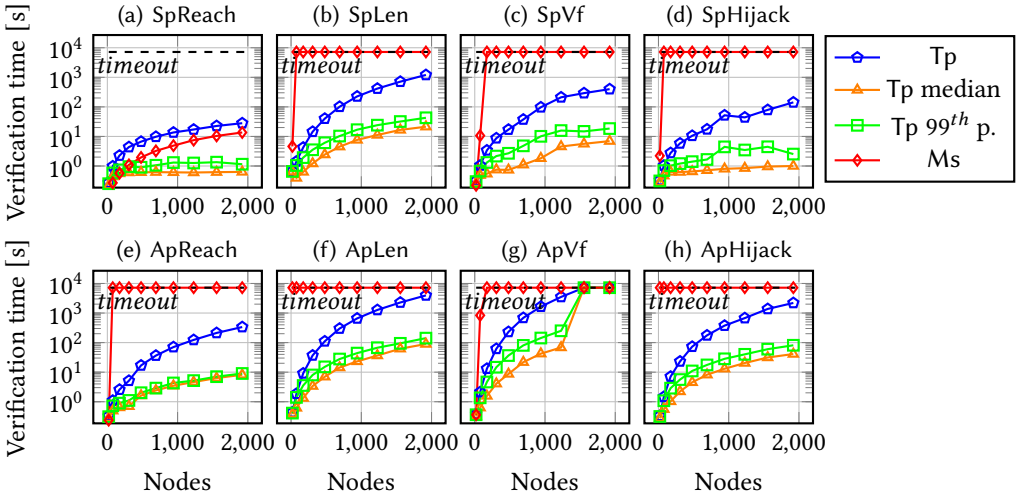 (a) SpReach
(b) SpLen
(c) SpVf
(d) SpHijack
Verification time [s]
10^4
10^3
10^2
10^1
10^0
timeout
timeout
timeout
timeout
0 1,000 2,000
0 1,000 2,000
0 1,000 2,000
0 1,000 2,000
Tp
Tp median
Tp 99^th p.
Ms
(e) ApReach
(f) ApLen
(g) ApVf
(h) ApHijack
Verification time [s]
10^4
10^3
10^2
10^1
10^0
timeout
timeout
timeout
timeout
0 1,000 2,000
0 1,000 2,000
0 1,000 2,000
0 1,000 2,000
Nodes
Nodes
Nodes
Nodes